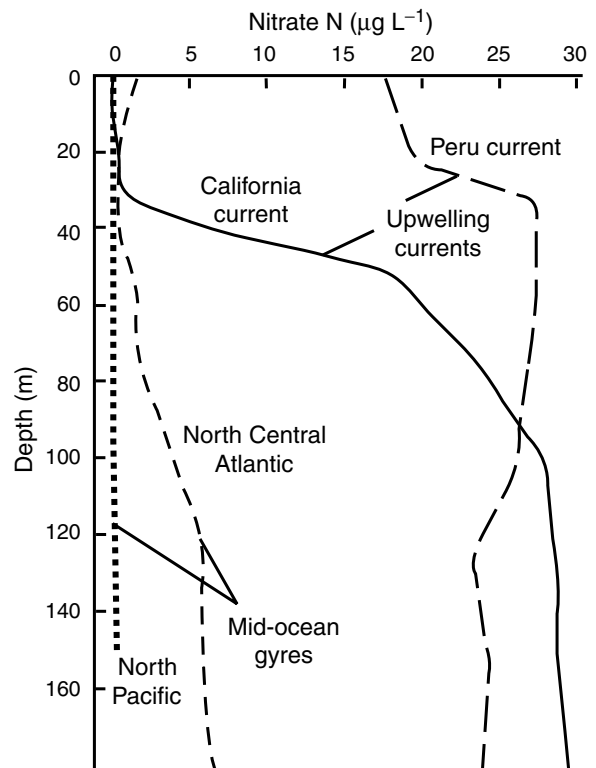 Nitrate N (μg L⁻¹)
0 5 10 15 20 25 30
0
20
40
60
80
100
120
140
160
Depth (m)
Peru current
California
current
Upwelling
currents
North Central
Atlantic
Mid-ocean
gyres
North
Pacific